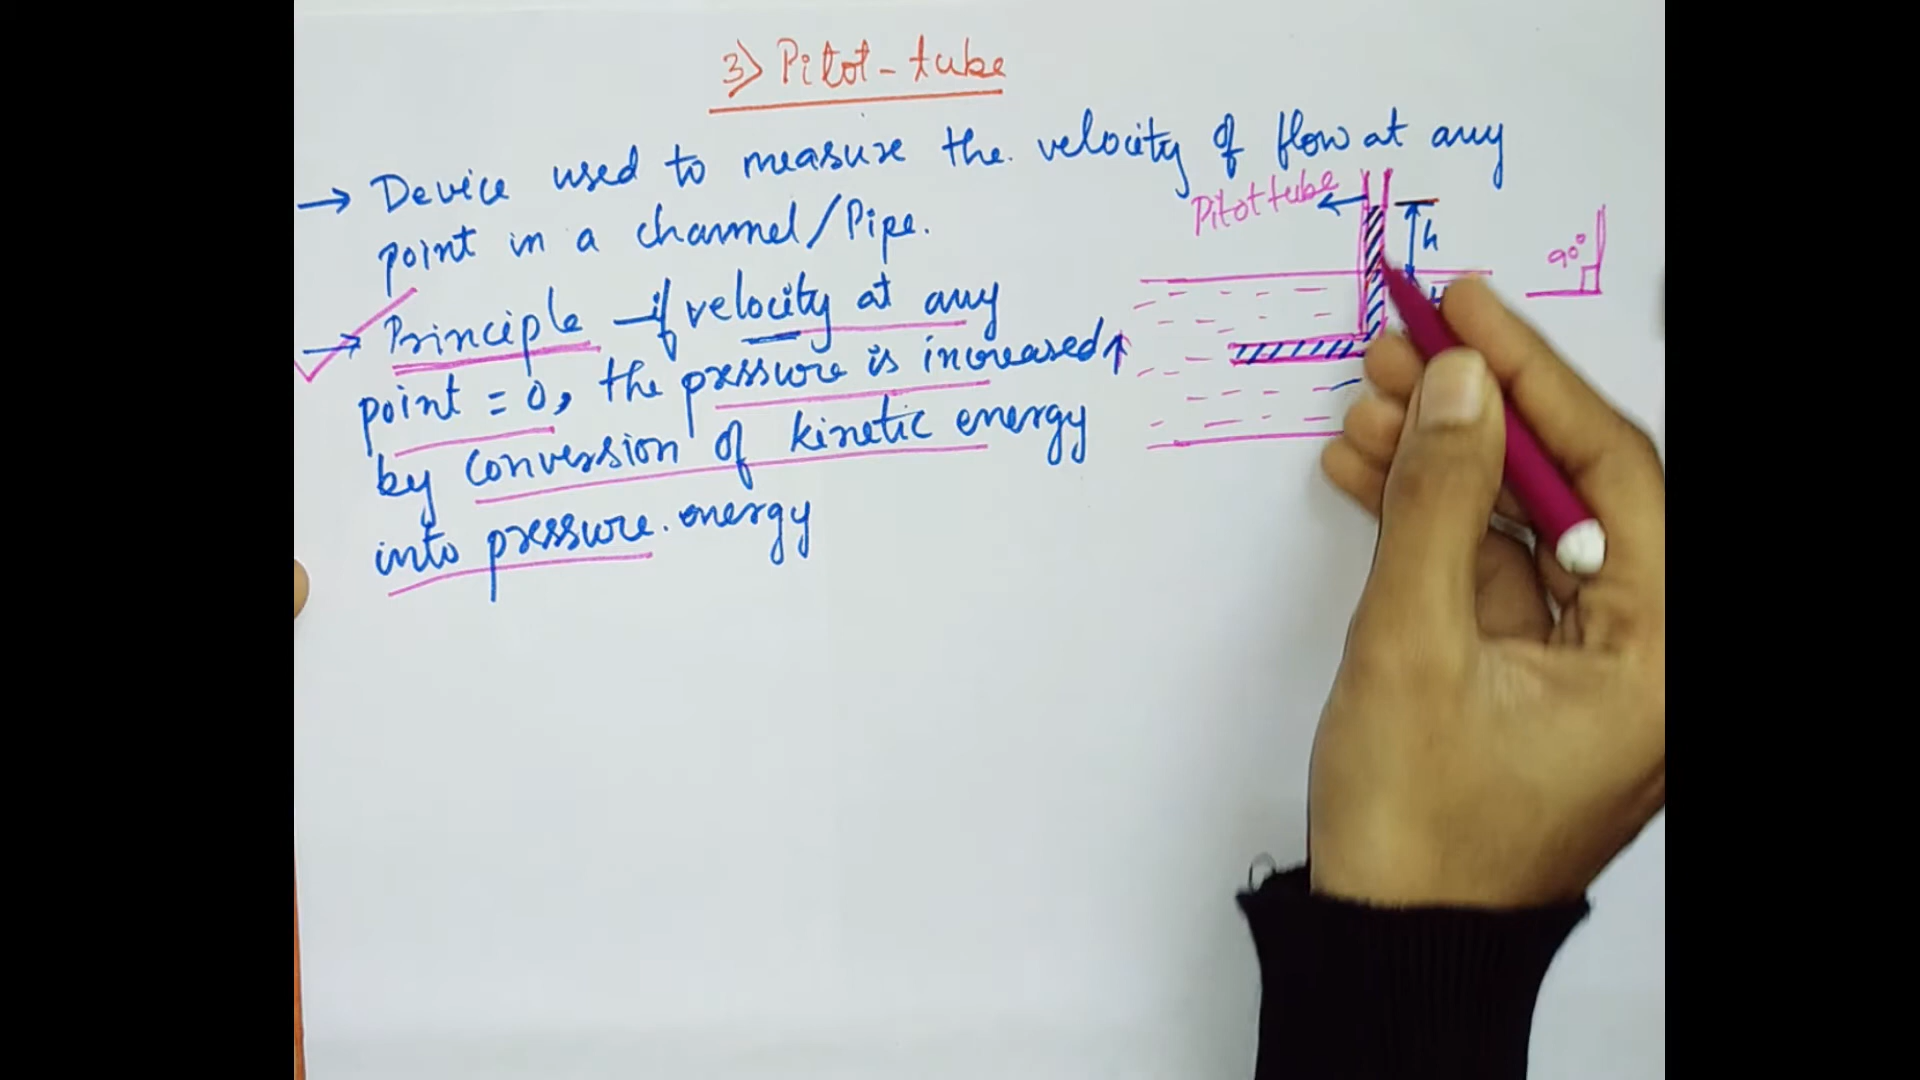 3) Pitot-tube
→ Device used to measure the velocity of flow at any
point in a channel/Pipe.
Pitot tube
h
90°
→ Principle - if velocity at any
point = 0, the pressure is increased↑
by conversion of kinetic energy
into pressure. energy